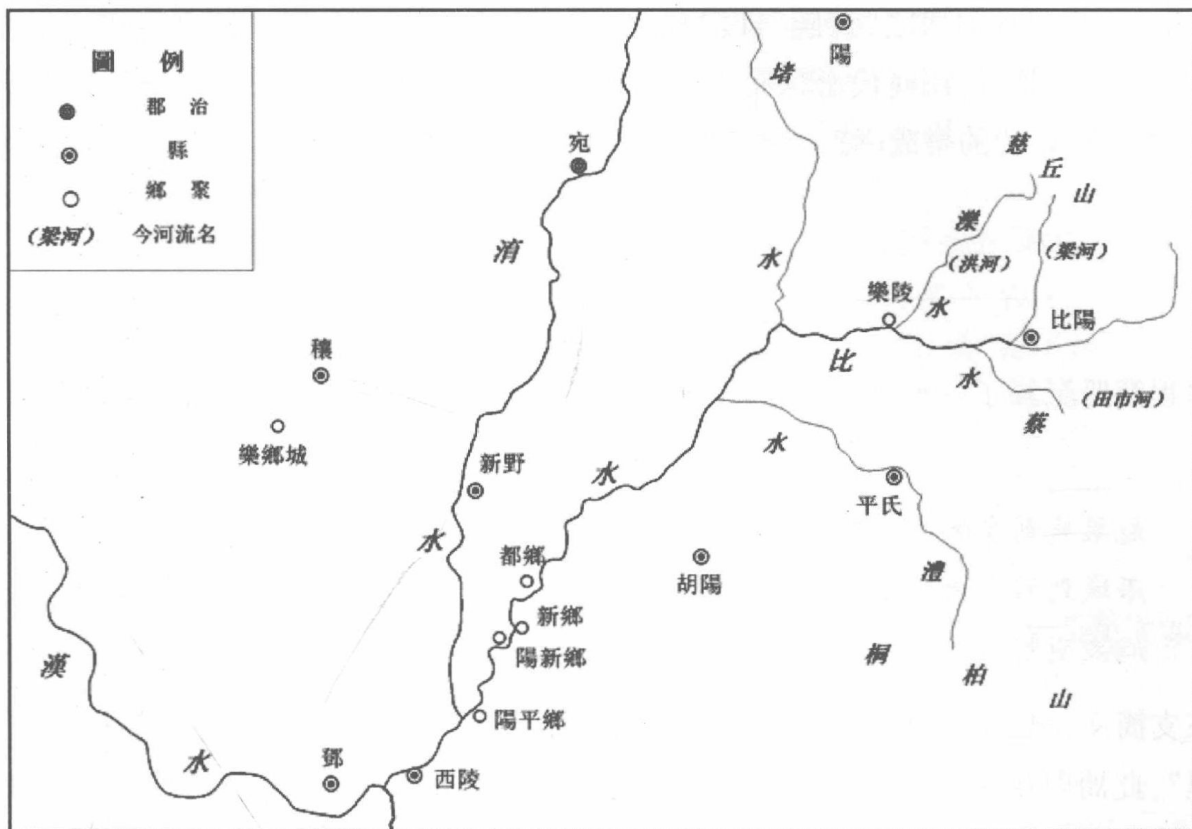 圖 例
郡 治
縣
鄉 聚
(梁河) 今河流名
陽
堵
水
宛
淯
水
慈
丘
山
灈
(洪河)
水
(梁河)
樂陵
比陽
比
水
蔡
水
(田市河)
穰
樂鄉城
新野
水
平氏
澧
都鄉
胡陽
新鄉
陽新鄉
桐
柏
山
漢
水
陽平鄉
鄧
西陵